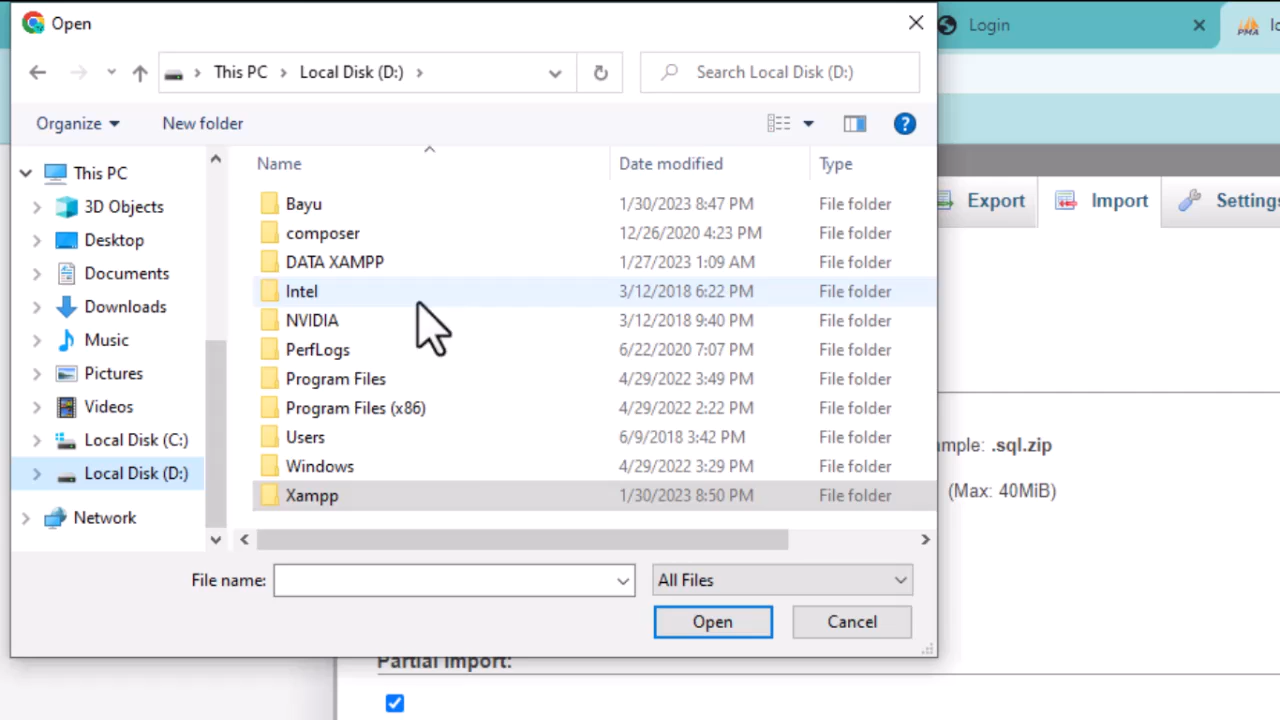 Open
Login
PMA
This PC
Local Disk (D:)
Search Local Disk (D:)
Organize
New folder
?
Name
Date modified
Type
This PC
3D Objects
Desktop
Documents
Downloads
Music
Pictures
Videos
Local Disk (C:)
Local Disk (D:)
Network
Bayu 1/30/2023 8:47 PM File folder
composer 12/26/2020 4:23 PM File folder
DATA XAMPP 1/27/2023 1:09 AM File folder
Intel 3/12/2018 6:22 PM File folder
NVIDIA 3/12/2018 9:40 PM File folder
PerfLogs 6/22/2020 7:07 PM File folder
Program Files 4/29/2022 3:49 PM File folder
Program Files (x86) 4/29/2022 2:22 PM File folder
Users 6/9/2018 3:42 PM File folder
Windows 4/29/2022 3:29 PM File folder
Xampp 1/30/2023 8:50 PM File folder
File name:
All Files
Open
Cancel
Export
Import
Settings
mple: .sql.zip
(Max: 40MiB)
Partial import: